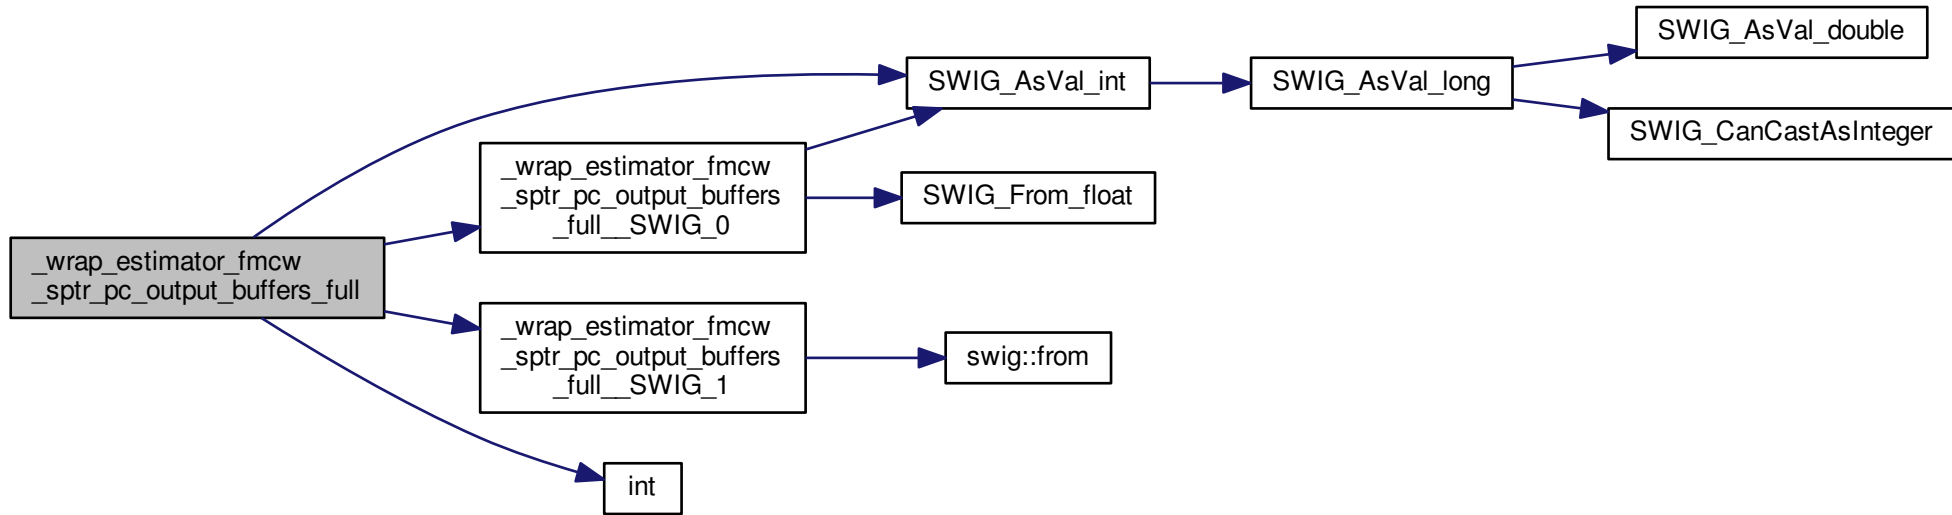 _wrap_estimator_fmcw
_sptr_pc_output_buffers_full
_wrap_estimator_fmcw
_sptr_pc_output_buffers
_full__SWIG_0
_wrap_estimator_fmcw
_sptr_pc_output_buffers
_full__SWIG_1
int
SWIG_AsVal_int
SWIG_From_float
swig::from
SWIG_AsVal_long
SWIG_AsVal_double
SWIG_CanCastAsInteger